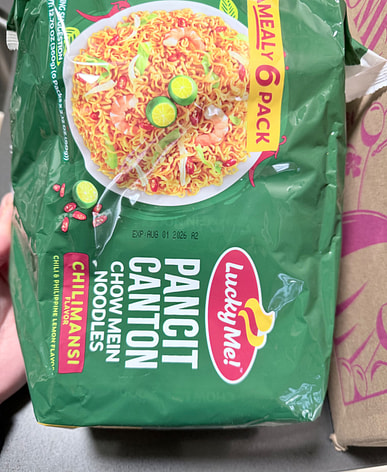 Lucky Me!
PANCIT
CANTON
CHOW MEIN
NOODLES
CHILIMANSI
FLAVOR
CHILI & PHILIPPINE LEMON FLAVOR
EXP AUG 01 2026 A2
MEALY 6 PACK